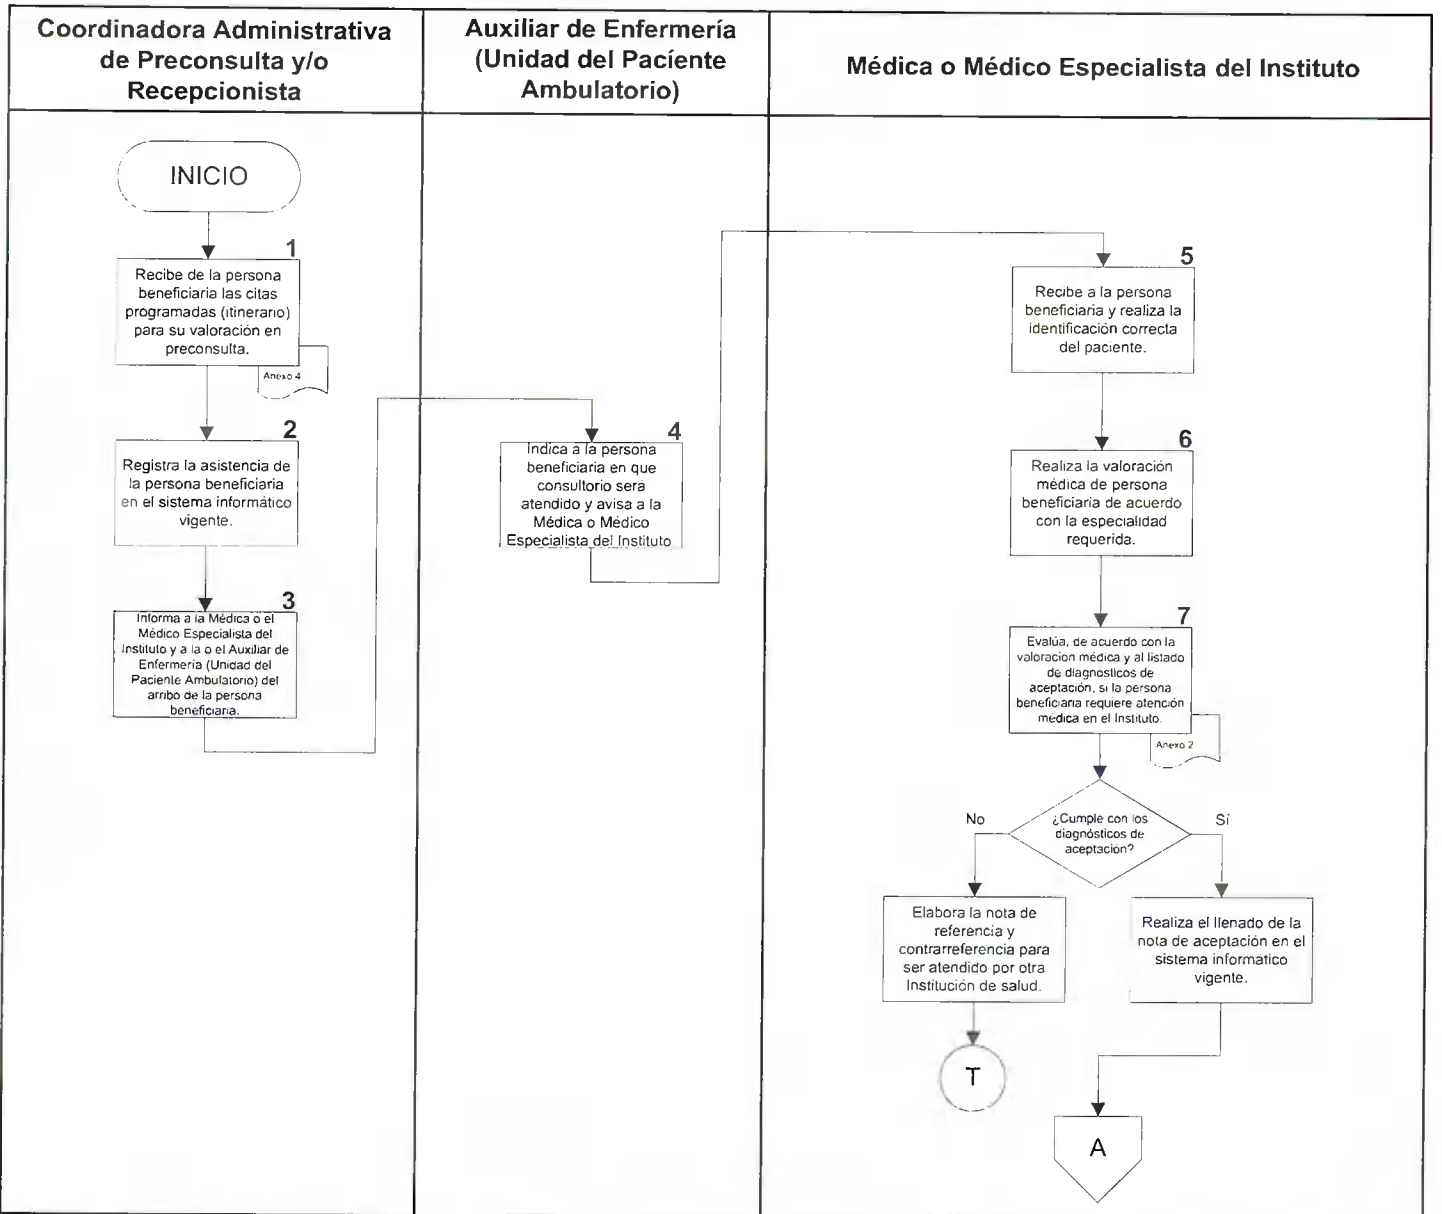 Coordinadora Administrativa
de Preconsulta y/o
Recepcionista
Auxiliar de Enfermería
(Unidad del Paciente
Ambulatorio)
Médica o Médico Especialista del Instituto
INICIO
1
Recibe de la persona
beneficiaria las citas
programadas (itinerario)
para su valoración en
preconsulta.
Anexo 4
2
Registra la asistencia de
la persona beneficiaria
en el sistema informático
vigente.
3
Informa a la Médica o el
Médico Especialista del
Instituto y a la o el Auxiliar de
Enfermería (Unidad del
Paciente Ambulatorio) del
arribo de la persona
beneficiaria.
4
Indica a la persona
beneficiaria en que
consultorio será
atendido y avisa a la
Médica o Médico
Especialista del Instituto.
5
Recibe a la persona
beneficiaria y realiza la
identificación correcta
del paciente.
6
Realiza la valoración
médica de persona
beneficiaria de acuerdo
con la especialidad
requerida.
7
Evalúa, de acuerdo con la
valoración médica y al listado
de diagnosticos de
aceptación, si la persona
beneficiaria requiere atención
médica en el Instituto.
Anexo 2
¿Cumple con los
diagnósticos de
aceptación?
No
Sí
Elabora la nota de
referencia y
contrarreferencia para
ser atendido por otra
Institución de salud.
Realiza el llenado de la
nota de aceptación en el
sistema informatico
vigente.
T
A